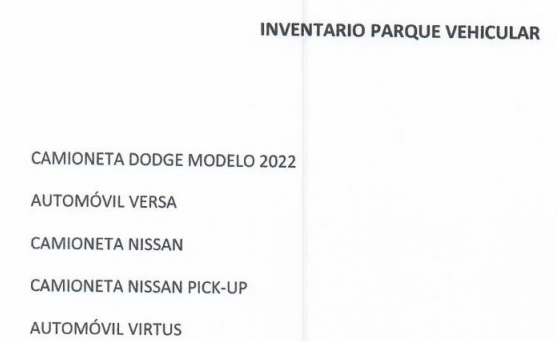 INVENTARIO PARQUE VEHICULAR
CAMIONETA DODGE MODELO 2022
AUTOMÓVIL VERSA
CAMIONETA NISSAN
CAMIONETA NISSAN PICK-UP
AUTOMÓVIL VIRTUS